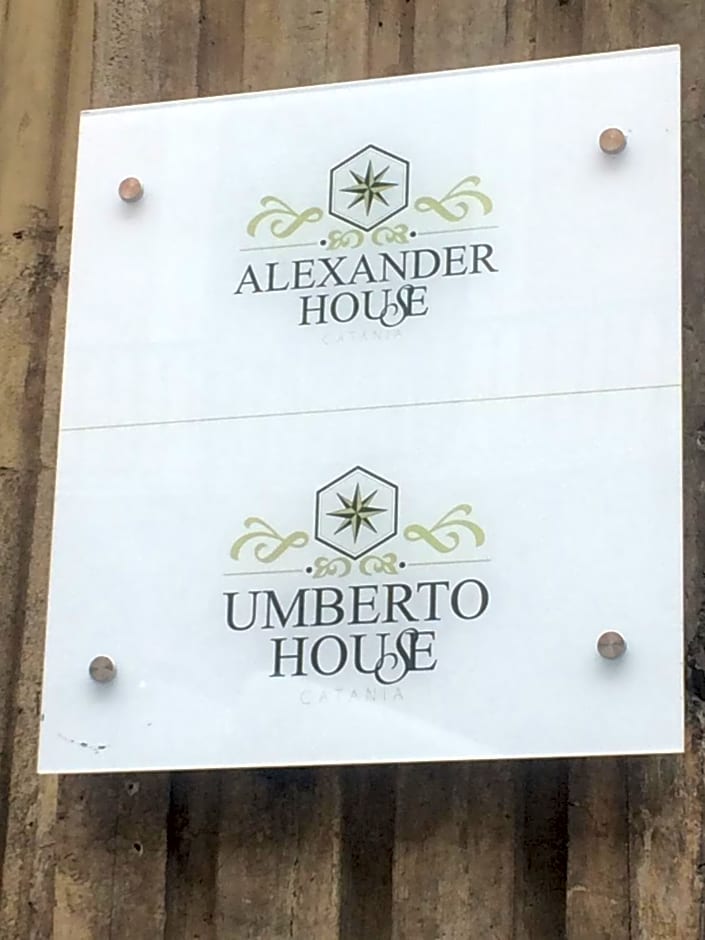 ALEXANDER
HOUSE
CATANIA
UMBERTO
HOUSE
CATANIA